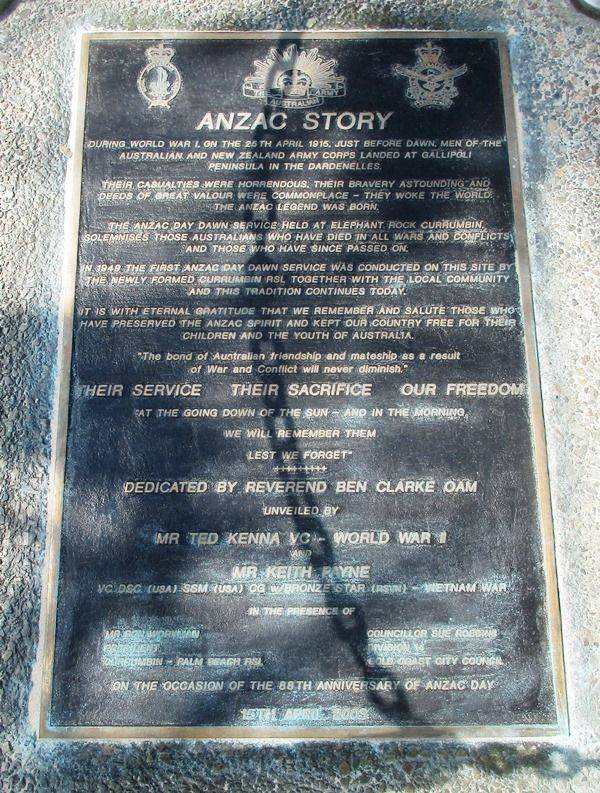 AUSTRALIAN ARMY
ANZAC STORY
DURING WORLD WAR I, ON THE 25TH APRIL 1915, JUST BEFORE DAWN, MEN OF THE
AUSTRALIAN AND NEW ZEALAND ARMY CORPS LANDED AT GALLIPOLI
PENINSULA IN THE DARDENELLES.
THEIR CASUALTIES WERE HORRENDOUS, THEIR BRAVERY ASTOUNDING AND
DEEDS OF GREAT VALOUR WERE COMMONPLACE - THEY WOKE THE WORLD.
THE ANZAC LEGEND WAS BORN.
THE ANZAC DAY DAWN SERVICE HELD AT ELEPHANT ROCK CURRUMBIN,
SOLEMNISES THOSE AUSTRALIANS WHO HAVE DIED IN ALL WARS AND CONFLICTS
AND THOSE WHO HAVE SINCE PASSED ON.
IN 1949 THE FIRST ANZAC DAY DAWN SERVICE WAS CONDUCTED ON THIS SITE BY
THE NEWLY FORMED CURRUMBIN RSL TOGETHER WITH THE LOCAL COMMUNITY
AND THIS TRADITION CONTINUES TODAY.
IT IS WITH ETERNAL GRATITUDE THAT WE REMEMBER AND SALUTE THOSE WHO
HAVE PRESERVED THE ANZAC SPIRIT AND KEPT OUR COUNTRY FREE FOR THEIR
CHILDREN AND THE YOUTH OF AUSTRALIA.
"The bond of Australian friendship and mateship as a result
of War and Conflict will never diminish."
THEIR SERVICE THEIR SACRIFICE OUR FREEDOM
"AT THE GOING DOWN OF THE SUN - AND IN THE MORNING,
WE WILL REMEMBER THEM
LEST WE FORGET"
+++++++++
DEDICATED BY REVEREND BEN CLARKE OAM
UNVEILED BY
MR TED KENNA VC - WORLD WAR II
AND
MR KEITH PAYNE
VC DSC (USA) SSM (USA) CG w/BRONZE STAR (RSVN) - VIETNAM WAR
IN THE PRESENCE OF
MR RON WORKMAN COUNCILLOR SUE ROBBINS
PRESIDENT DIVISION 14
CURRUMBIN - PALM BEACH RSL GOLD COAST CITY COUNCIL
ON THE OCCASION OF THE 88TH ANNIVERSARY OF ANZAC DAY
15TH APRIL 2003